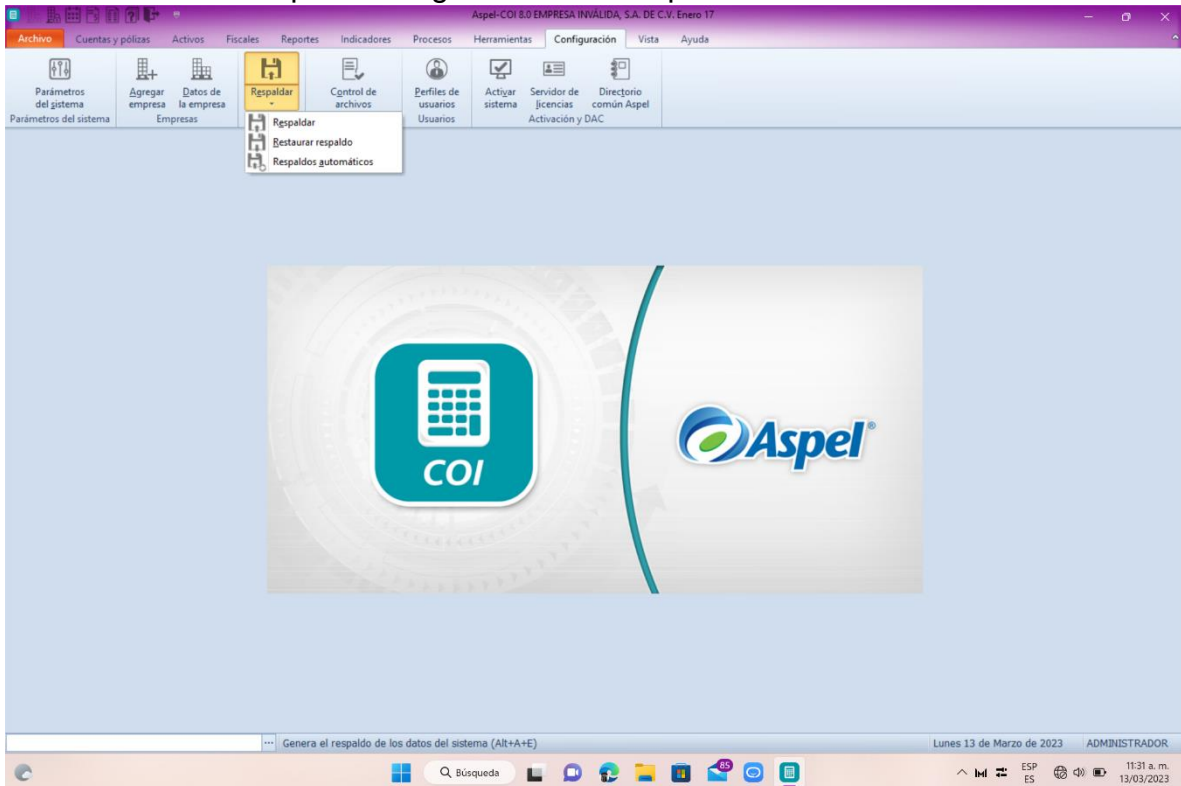 Aspel-COI 8.0 EMPRESA INVÁLIDA, S.A. DE C.V. Enero 17
Archivo Cuentas y pólizas Activos Fiscales Reportes Indicadores Procesos Herramientas Configuración Vista Ayuda
Parámetros del sistema
Agregar empresa
Datos de la empresa
Respaldar
Control de archivos
Perfiles de usuarios
Activar sistema
Servidor de licencias
Directorio común Aspel
Parámetros del sistema Empresas Usuarios Activación y DAC
Respaldar
Restaurar respaldo
Respaldos automáticos
COI
Aspel®
Genera el respaldo de los datos del sistema (Alt+A+E)
Lunes 13 de Marzo de 2023 ADMINISTRADOR
Búsqueda
85
ESP
ES
11:31 a. m.
13/03/2023